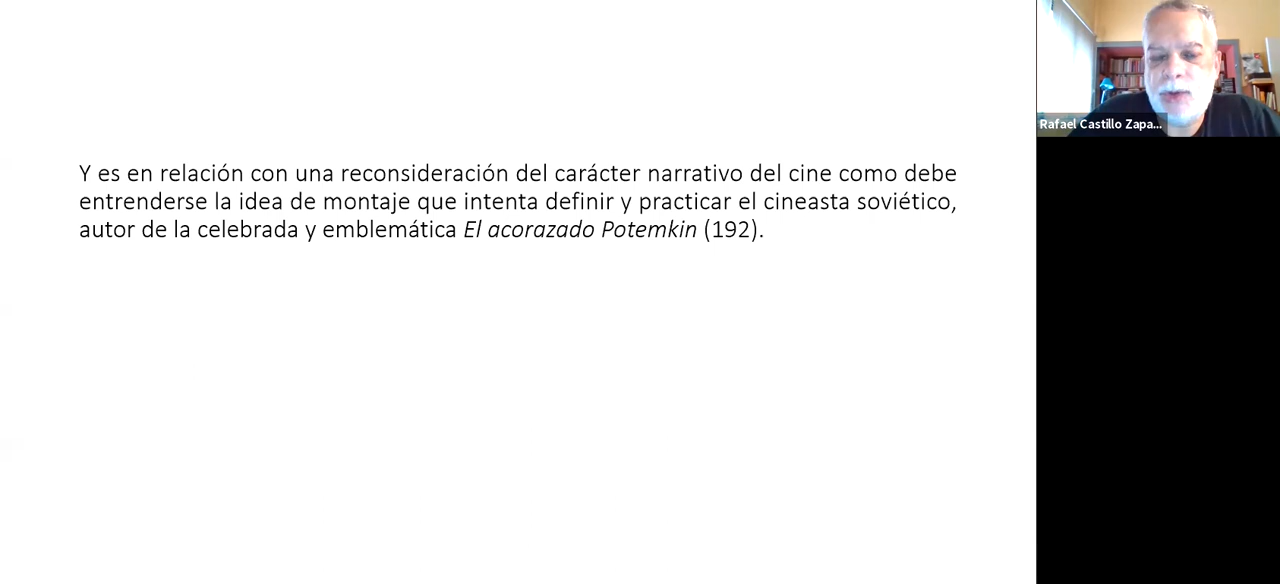 Y es en relación con una reconsideración del carácter narrativo del cine como debe
entrenderse la idea de montaje que intenta definir y practicar el cineasta soviético,
autor de la celebrada y emblemática El acorazado Potemkin (192).
Rafael Castillo Zapa...